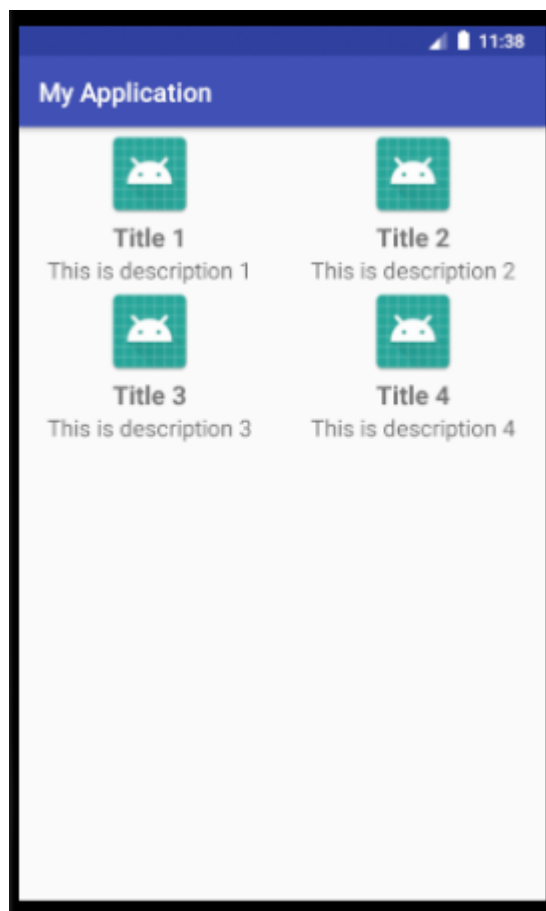 11:38
My Application
Title 1
This is description 1
Title 2
This is description 2
Title 3
This is description 3
Title 4
This is description 4